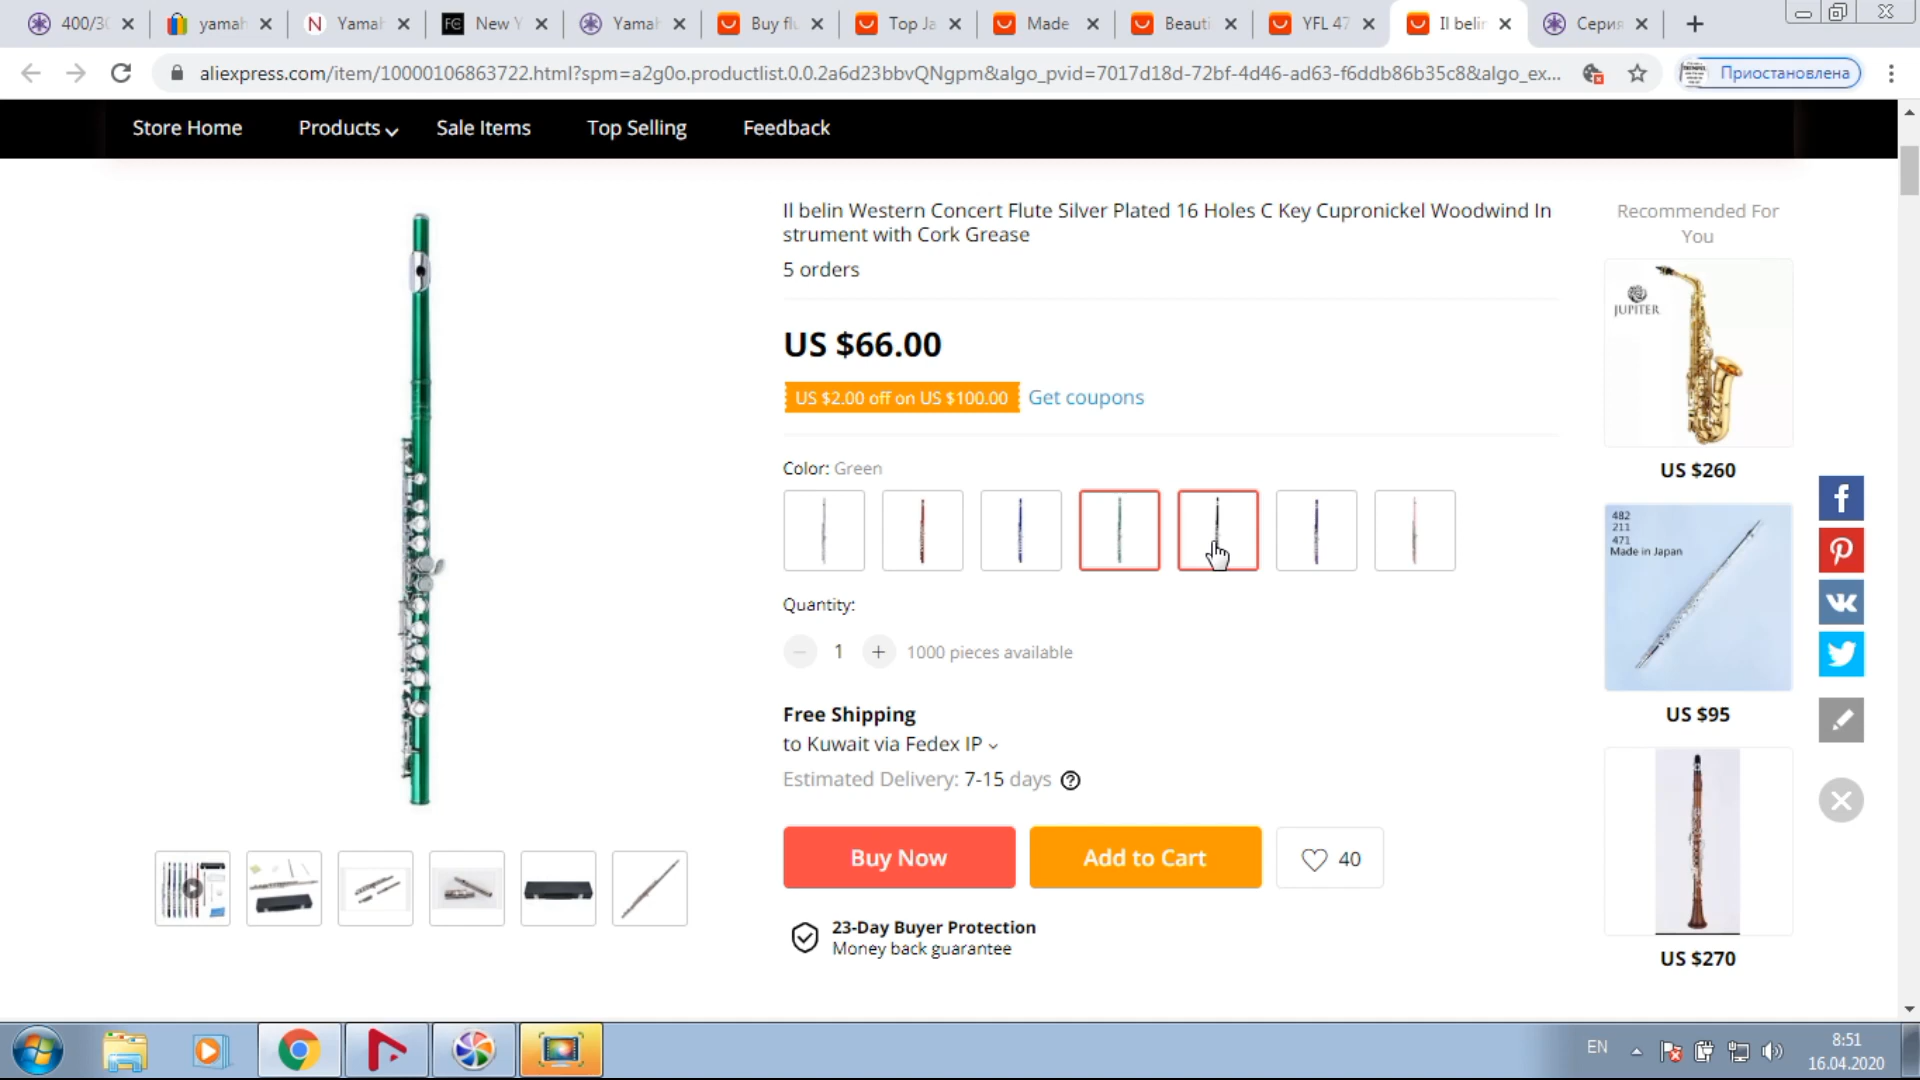 400/30
yamah
Yamah
New Y
Yamah
Buy flu
Top Ja
Made
Beauti
YFL 47
Il belin
Серия
aliexpress.com/item/10000106863722.html?spm=a2g0o.productlist.0.0.2a6d23bbvQNgpm&algo_pvid=7017d18d-72bf-4d46-ad63-f6ddb86b35c8&algo_ex...
Приостановлена
Store Home
Products
Sale Items
Top Selling
Feedback
Il belin Western Concert Flute Silver Plated 16 Holes C Key Cupronickel Woodwind In
strument with Cork Grease
5 orders
US $66.00
US $2.00 off on US $100.00
Get coupons
Color: Green
Quantity:
1
1000 pieces available
Free Shipping
to Kuwait via Fedex IP
Estimated Delivery: 7-15 days
Buy Now
Add to Cart
40
23-Day Buyer Protection
Money back guarantee
Recommended For
You
JUPITER
US $260
482
211
471
Made in Japan
US $95
US $270
EN
8:51
16.04.2020